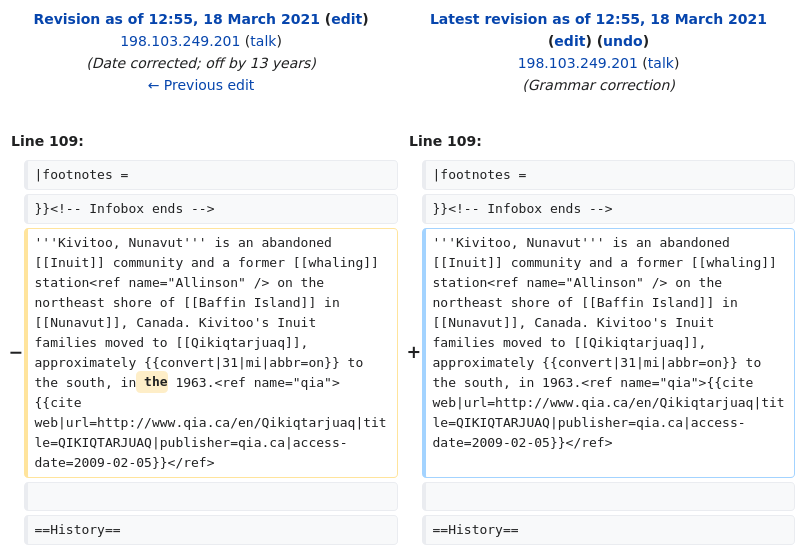 Revision as of 12:55, 18 March 2021 (edit)
198.103.249.201 (talk)
(Date corrected; off by 13 years)
← Previous edit
Latest revision as of 12:55, 18 March 2021
(edit) (undo)
198.103.249.201 (talk)
(Grammar correction)
Line 109:
Line 109:
|footnotes =
|footnotes =
}}<!-- Infobox ends -->
}}<!-- Infobox ends -->
−
'''Kivitoo, Nunavut''' is an abandoned
[[Inuit]] community and a former [[whaling]]
station<ref name="Allinson" /> on the
northeast shore of [[Baffin Island]] in
[[Nunavut]], Canada. Kivitoo's Inuit
families moved to [[Qikiqtarjuaq]],
approximately {{convert|31|mi|abbr=on}} to
the south, in the 1963.<ref name="qia">
{{cite
web|url=http://www.qia.ca/en/Qikiqtarjuaq|tit
le=QIKIQTARJUAQ|publisher=qia.ca|access-
date=2009-02-05}}</ref>
+
'''Kivitoo, Nunavut''' is an abandoned
[[Inuit]] community and a former [[whaling]]
station<ref name="Allinson" /> on the
northeast shore of [[Baffin Island]] in
[[Nunavut]], Canada. Kivitoo's Inuit
families moved to [[Qikiqtarjuaq]],
approximately {{convert|31|mi|abbr=on}} to
the south, in 1963.<ref name="qia">{{cite
web|url=http://www.qia.ca/en/Qikiqtarjuaq|tit
le=QIKIQTARJUAQ|publisher=qia.ca|access-
date=2009-02-05}}</ref>
==History==
==History==